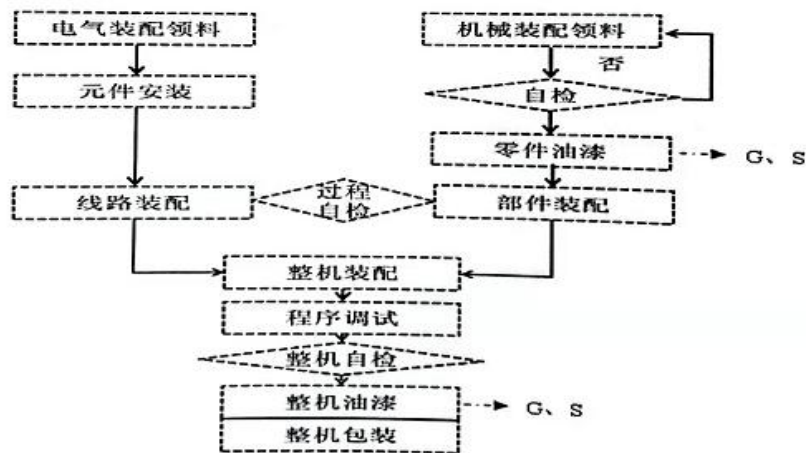 电气装配领料
机械装配领料
否
元件安装
自检
零件油漆
G、S
线路装配
过程
自检
部件装配
整机装配
程序调试
整机自检
整机油漆
G、S
整机包装